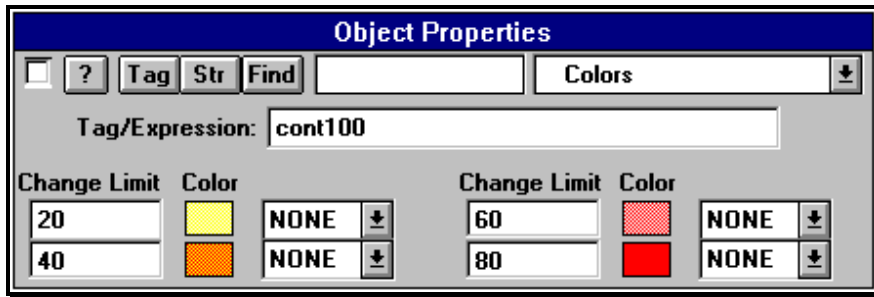 Object Properties
? Tag Str Find Colors
Tag/Expression: cont100
Change Limit Color Change Limit Color
20 NONE 60 NONE
40 NONE 80 NONE